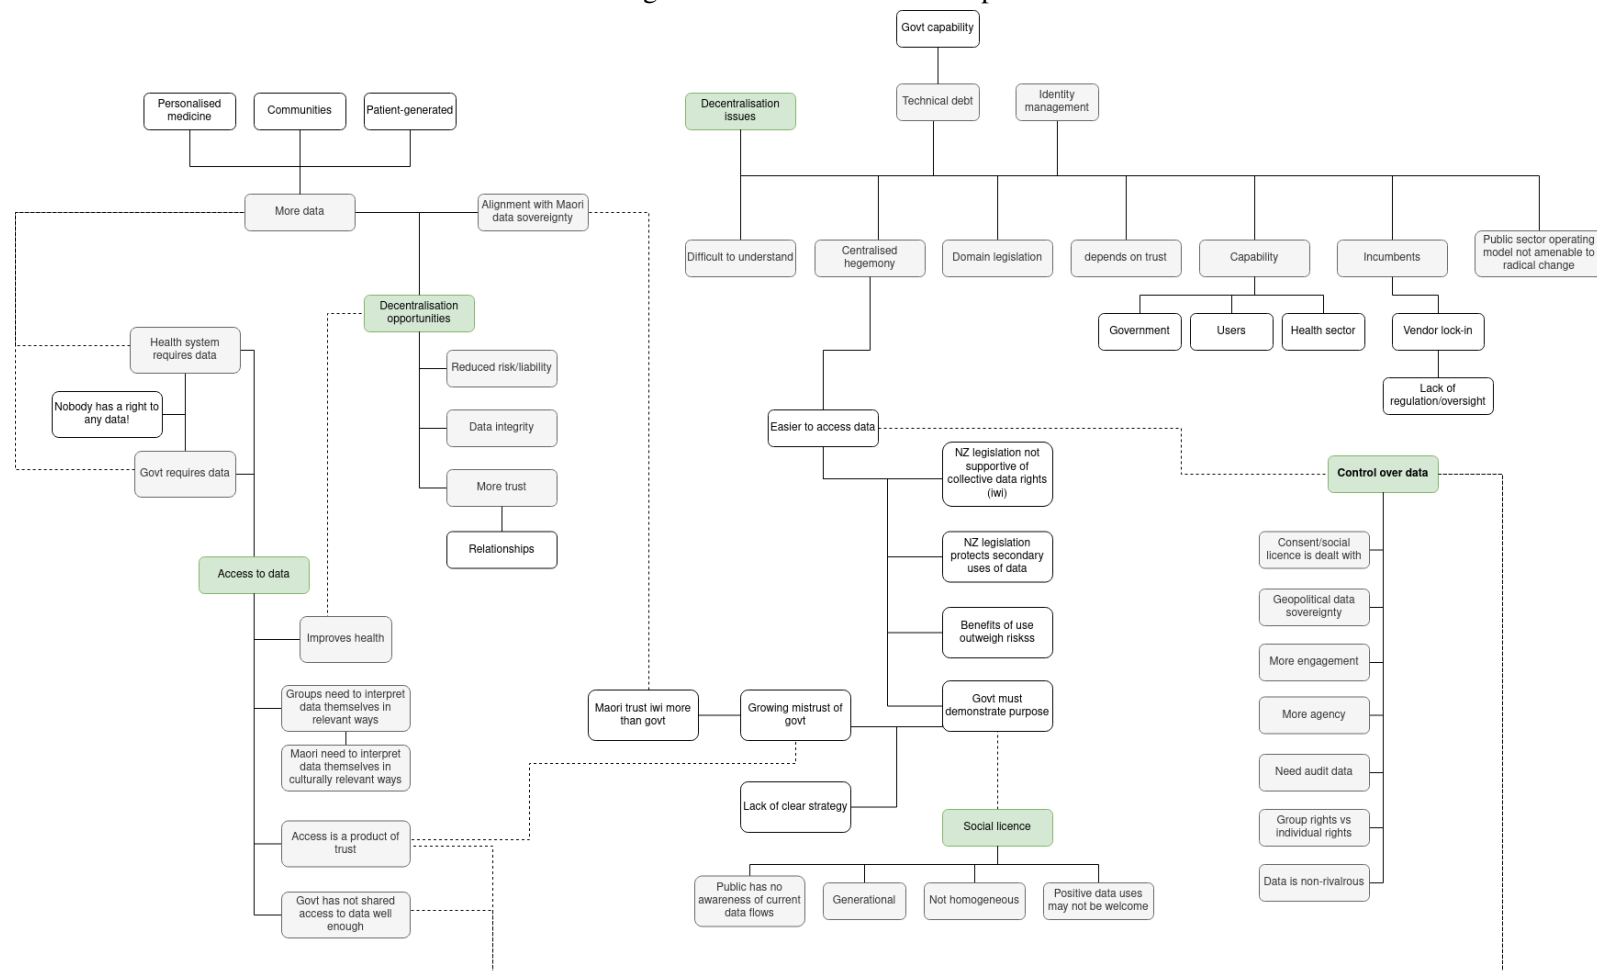 Govt capability
Personalised
medicine
Communities
Patient-generated
Decentralisation
issues
Technical debt
Identity
management
More data
Alignment with Maori
data sovereignty
Difficult to understand
Centralised
hegemony
Domain legislation
depends on trust
Capability
Incumbents
Public sector operating
model not amenable to
radical change
Decentralisation
opportunities
Government
Users
Health sector
Vendor lock-in
Health system
requires data
Reduced risk/liability
Lack of
regulation/oversight
Nobody has a right to
any data!
Data integrity
Easier to access data
Govt requires data
More trust
NZ legislation not
supportive of
collective data rights
(iwi)
Control over data
Relationships
NZ legislation
protects secondary
uses of data
Consent/social
licence is dealt with
Access to data
Geopolitical data
sovereignty
Improves health
Benefits of use
outweigh riskss
More engagement
Groups need to interpret
data themselves in
relevant ways
Maori trust iwi more
than govt
Growing mistrust of
govt
Govt must
demonstrate purpose
More agency
Maori need to interpret
data themselves in
culturally relevant ways
Need audit data
Lack of clear strategy
Social licence
Group rights vs
individual rights
Access is a product of
trust
Data is non-rivalrous
Public has no
awareness of current
data flows
Generational
Not homogeneous
Positive data uses
may not be welcome
Govt has not shared
access to data well
enough